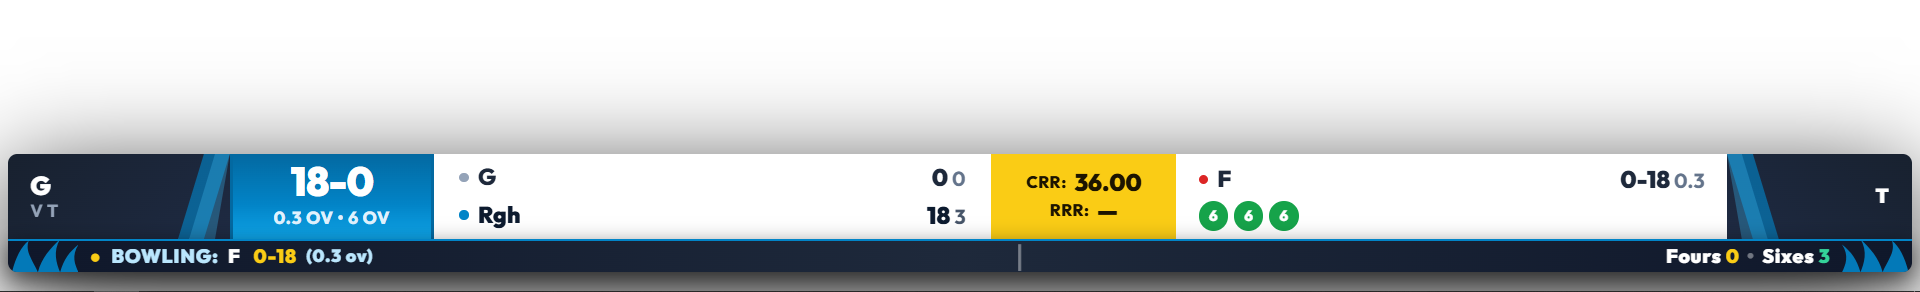 G
V T
18-0
0.3 OV • 6 OV
G 0 0
Rgh 18 3
CRR: 36.00
RRR: —
F 0-18 0.3
6 6 6
T
BOWLING: F 0-18 (0.3 ov)
Fours 0 • Sixes 3